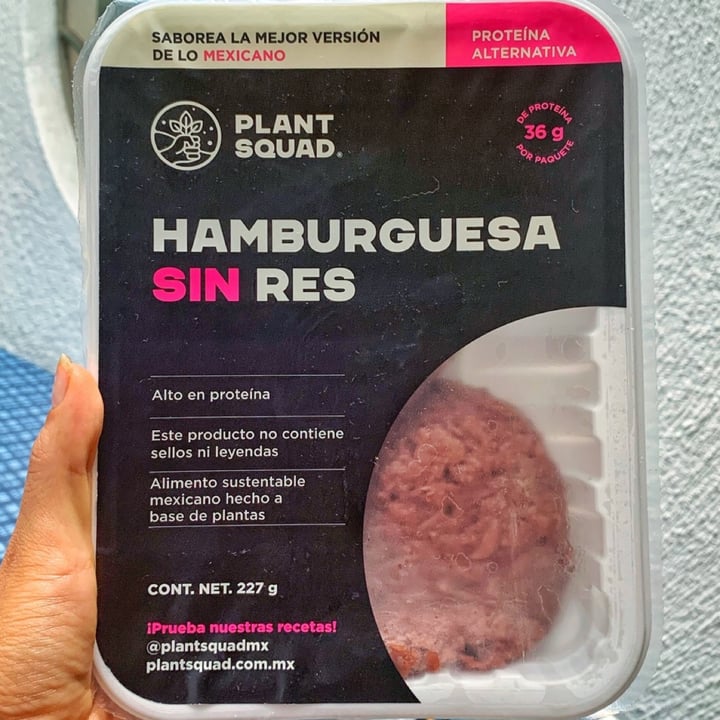 SABOREA LA MEJOR VERSIÓN
DE LO MEXICANO
PROTEÍNA
ALTERNATIVA
PLANT
SQUAD®
DE PROTEÍNA
36 g
POR PAQUETE
HAMBURGUESA
SIN RES
Alto en proteína
Este producto no contiene
sellos ni leyendas
Alimento sustentable
mexicano hecho a
base de plantas
CONT. NET. 227 g
¡Prueba nuestras recetas!
@plantsquadmx
plantsquad.com.mx